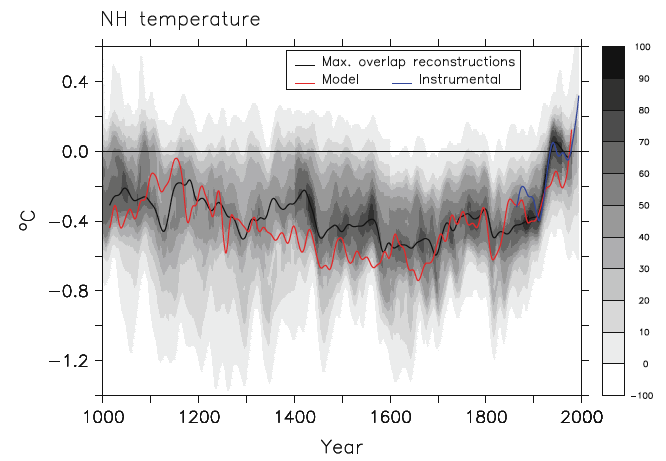 NH temperature
Max. overlap reconstructions
Model Instrumental
100
90
80
70
60
50
40
30
20
10
0
-100
0.4
0.0
-0.4
-0.8
-1.2
°C
1000 1200 1400 1600 1800 2000
Year